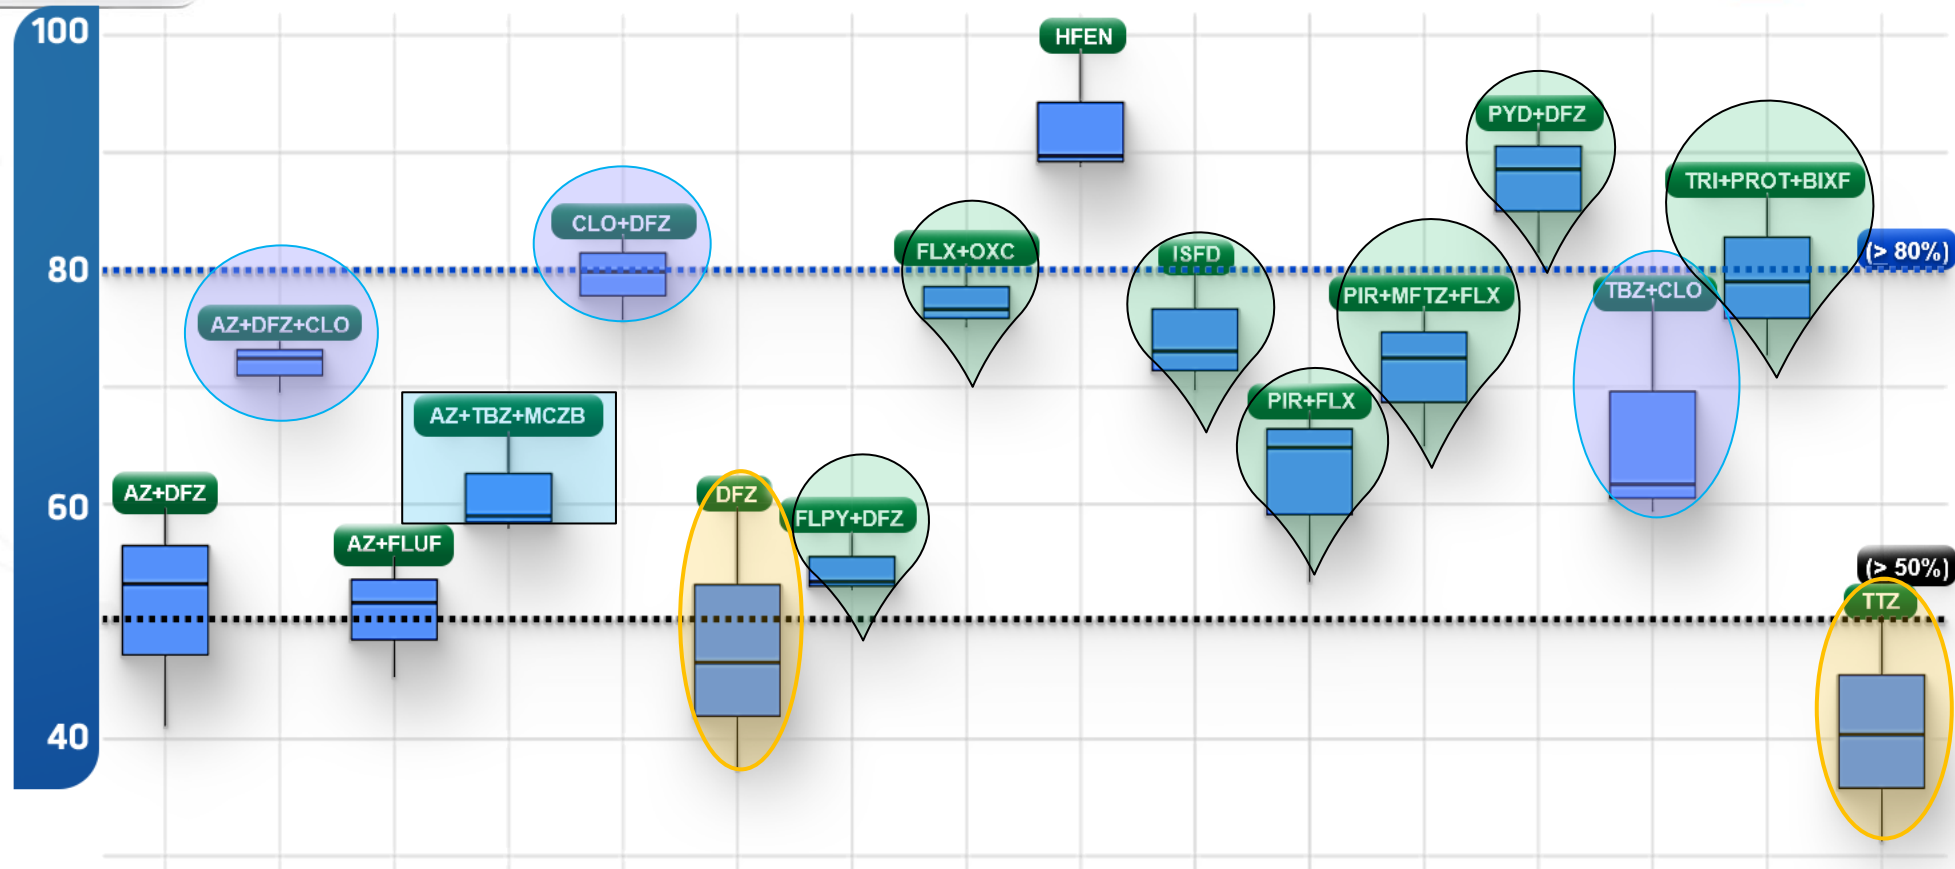 100
HFEN
PYD+DFZ
TRI+PROT+BIXF
CLO+DFZ
FLX+OXC
ISFD
(≥ 80%)
80
PIR+MFTZ+FLX
TBZ+CLO
AZ+DFZ+CLO
PIR+FLX
AZ+TBZ+MCZB
AZ+DFZ
DFZ
60
FLPY+DFZ
AZ+FLUF
(> 50%)
TTZ
40